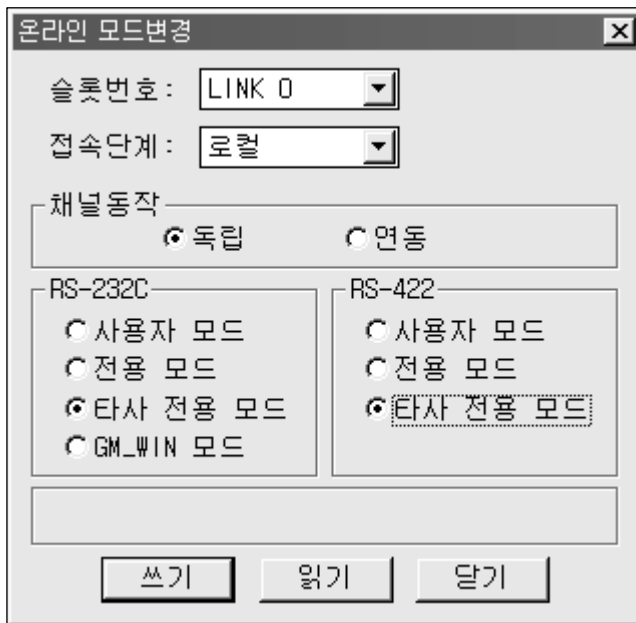 온라인 모드변경
슬롯번호: LINK 0
접속단계: 로컬
채널동작
독립 연동
RS-232C
사용자 모드
전용 모드
타사 전용 모드
GM_WIN 모드
RS-422
사용자 모드
전용 모드
타사 전용 모드
쓰기 읽기 닫기